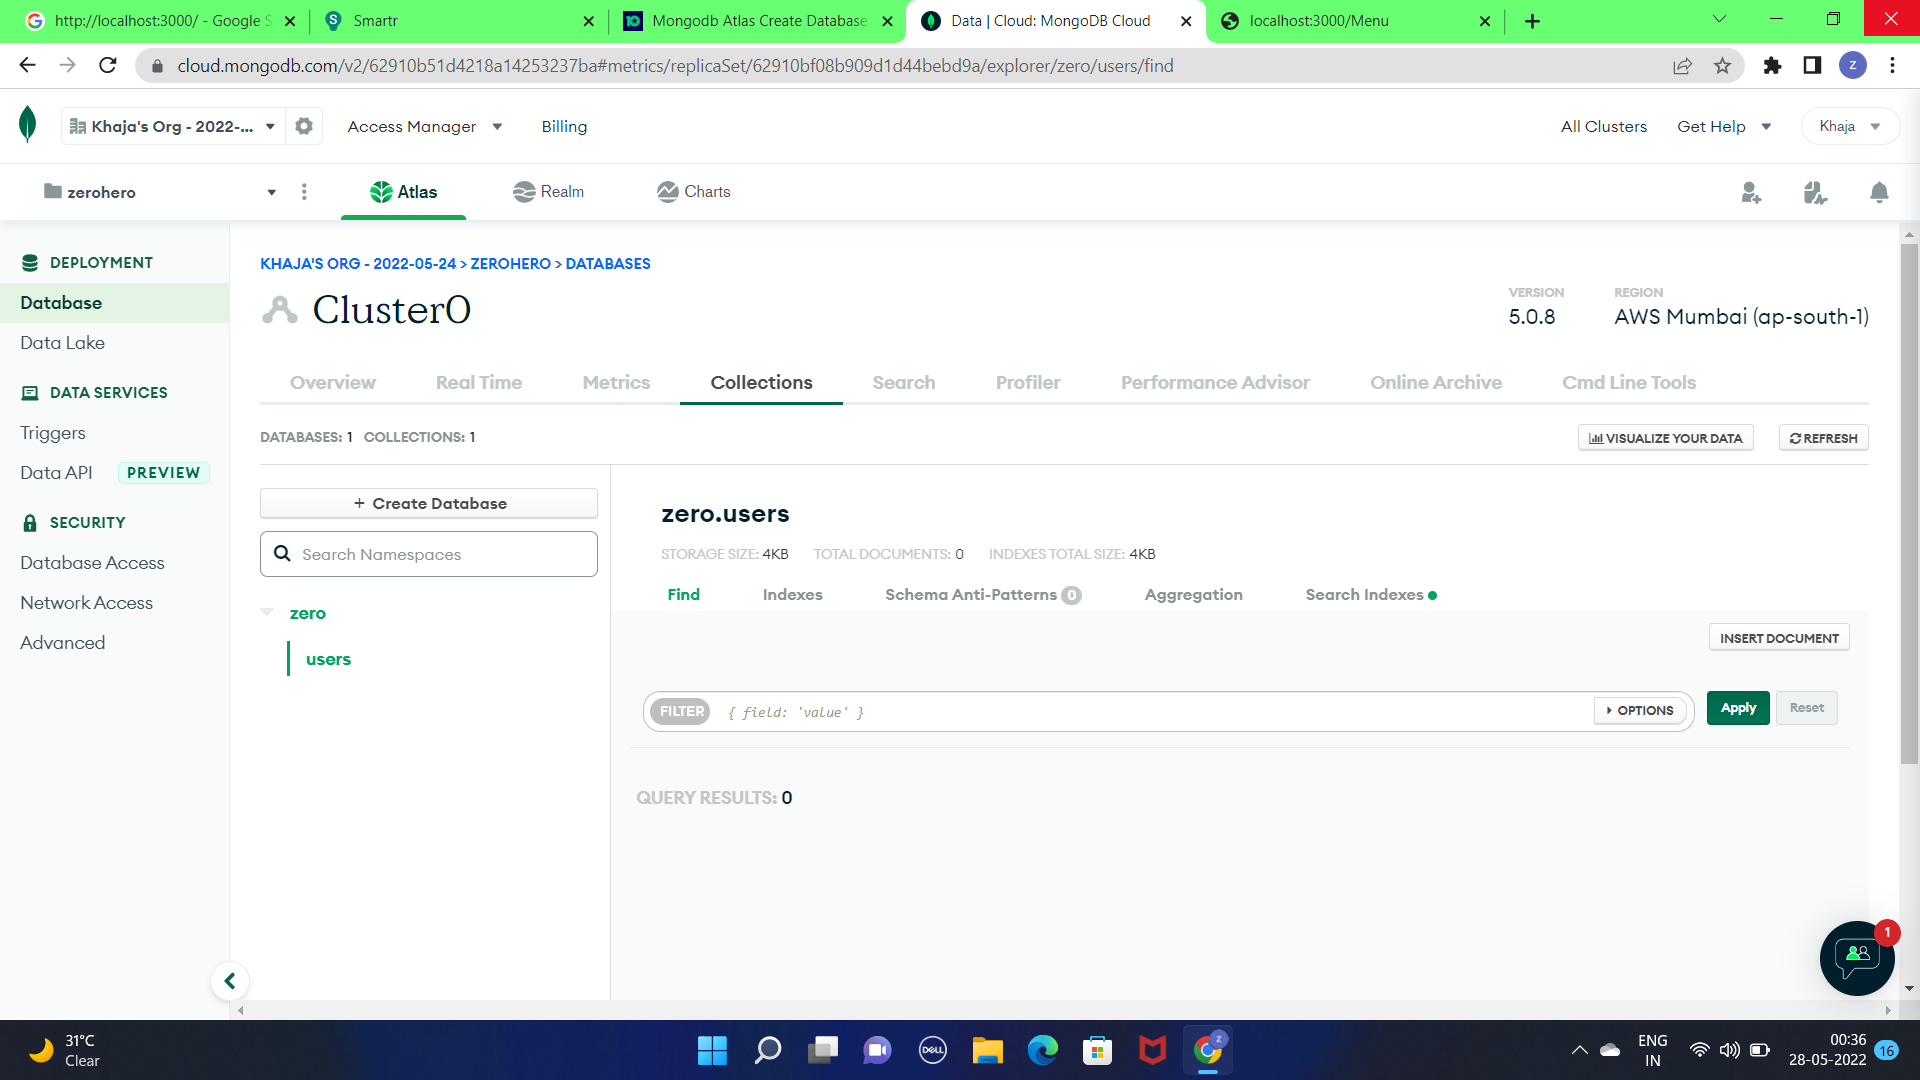 http://localhost:3000/ - Google S
Smartr
Mongodb Atlas Create Database
Data | Cloud: MongoDB Cloud
localhost:3000/Menu
cloud.mongodb.com/v2/62910b51d4218a14253237ba#metrics/replicaSet/62910bf08b909d1d44bebd9a/explorer/zero/users/find
Z
Khaja's Org - 2022-...
Access Manager
Billing
All Clusters
Get Help
Khaja
zerohero
Atlas
Realm
Charts
DEPLOYMENT
Database
Data Lake
DATA SERVICES
Triggers
Data API PREVIEW
SECURITY
Database Access
Network Access
Advanced
KHAJA'S ORG - 2022-05-24 > ZEROHERO > DATABASES
Cluster0
VERSION
5.0.8
REGION
AWS Mumbai (ap-south-1)
Overview
Real Time
Metrics
Collections
Search
Profiler
Performance Advisor
Online Archive
Cmd Line Tools
DATABASES: 1 COLLECTIONS: 1
VISUALIZE YOUR DATA
REFRESH
+ Create Database
Search Namespaces
zero
users
zero.users
STORAGE SIZE: 4KB TOTAL DOCUMENTS: 0 INDEXES TOTAL SIZE: 4KB
Find
Indexes
Schema Anti-Patterns 0
Aggregation
Search Indexes
INSERT DOCUMENT
FILTER { field: 'value' }
OPTIONS
Apply
Reset
QUERY RESULTS: 0
1
31°C
Clear
DELL
Z
ENG
IN
00:36
28-05-2022
16